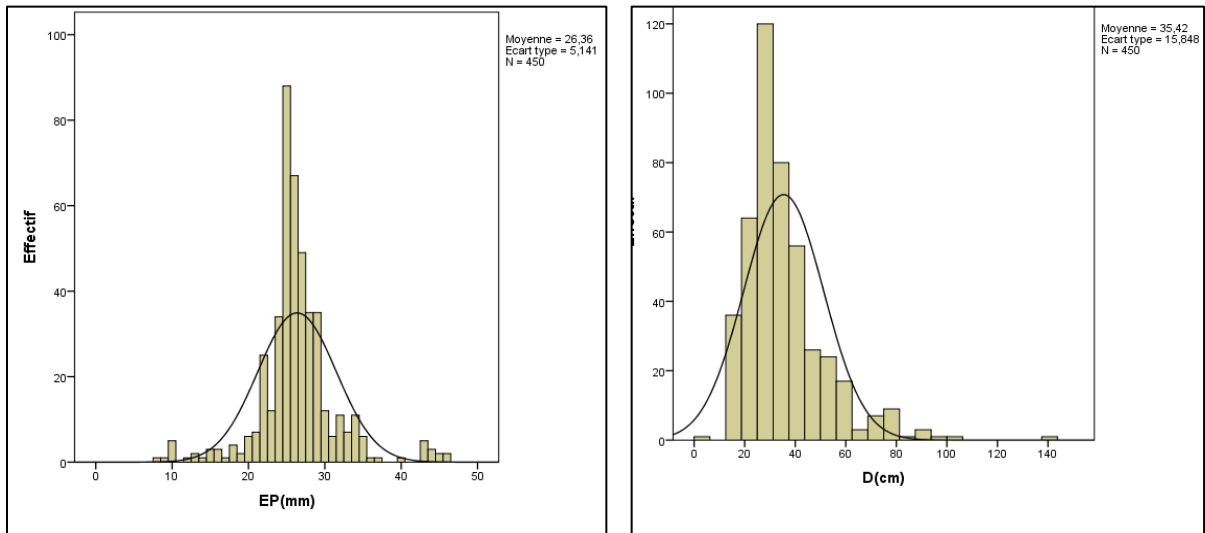 Moyenne = 26,36
Ecart type = 5,141
N = 450
Effectif
100
80
60
40
20
0
0 10 20 30 40 50
EP(mm)
Moyenne = 35,42
Ecart type = 15,848
N = 450
120
100
80
60
40
20
0
0 20 40 60 80 100 120 140
D(cm)